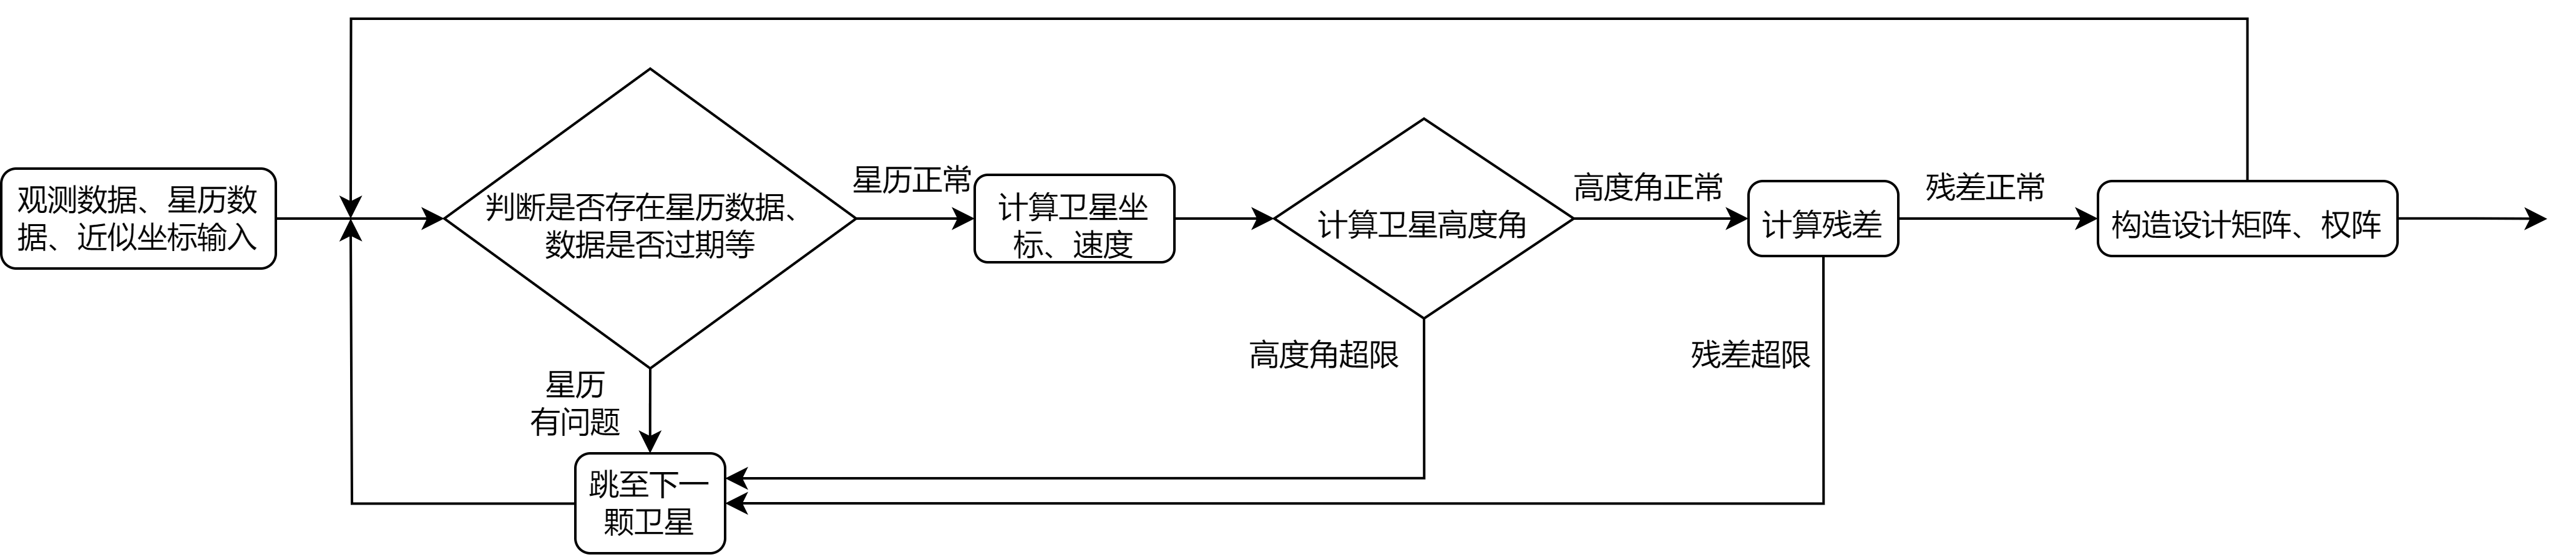 观测数据、星历数
据、近似坐标输入
判断是否存在星历数据、
数据是否过期等
星历正常
计算卫星坐
标、速度
计算卫星高度角
高度角正常
计算残差
残差正常
构造设计矩阵、权阵
星历
有问题
高度角超限
残差超限
跳至下一
颗卫星